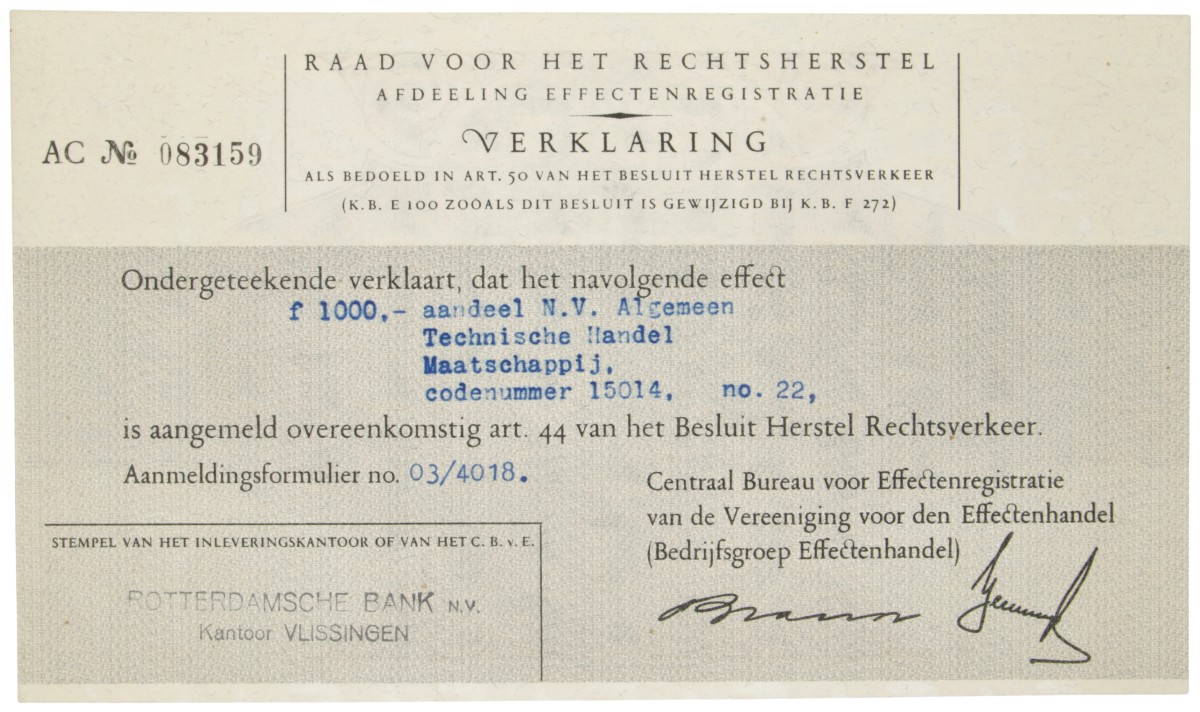 RAAD VOOR HET RECHTSHERSTEL
AFDEELING EFFECTENREGISTRATIE
VERKLARING
AC № 083159
ALS BEDOELD IN ART. 50 VAN HET BESLUIT HERSTEL RECHTSVERKEER
(K.B. E 100 ZOOALS DIT BESLUIT IS GEWIJZIGD BIJ K.B. F 272)
Ondergeteekende verklaart, dat het navolgende effect
f 1000,- aandeel N.V. Algemeen
Technische Handel
Maatschappij,
codenummer 15014, no. 22,
is aangemeld overeenkomstig art. 44 van het Besluit Herstel Rechtsverkeer.
Aanmeldingsformulier no. 03/4018.
Centraal Bureau voor Effectenregistratie
van de Vereeniging voor den Effectenhandel
(Bedrijfsgroep Effectenhandel)
STEMPEL VAN HET INLEVERINGSKANTOOR OF VAN HET C. B. v. E.
ROTTERDAMSCHE BANK N.V.
Kantoor VLISSINGEN